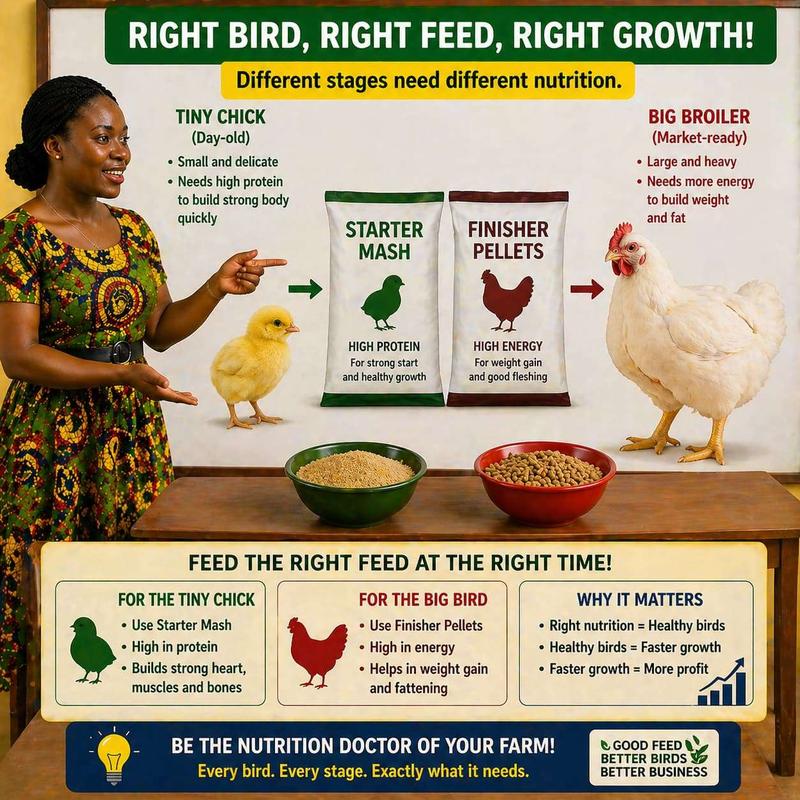 RIGHT BIRD, RIGHT FEED, RIGHT GROWTH!
Different stages need different nutrition.
TINY CHICK
(Day-old)
• Small and delicate
• Needs high protein
to build strong body
quickly
STARTER
MASH
HIGH PROTEIN
For strong start
and healthy growth
FINISHER
PELLETS
HIGH ENERGY
For weight gain
and good fleshing
BIG BROILER
(Market-ready)
• Large and heavy
• Needs more energy
to build weight
and fat
FEED THE RIGHT FEED AT THE RIGHT TIME!
FOR THE TINY CHICK
• Use Starter Mash
• High in protein
• Builds strong heart,
muscles and bones
FOR THE BIG BIRD
• Use Finisher Pellets
• High in energy
• Helps in weight gain
and fattening
WHY IT MATTERS
• Right nutrition = Healthy birds
• Healthy birds = Faster growth
• Faster growth = More profit
BE THE NUTRITION DOCTOR OF YOUR FARM!
Every bird. Every stage. Exactly what it needs.
GOOD FEED
BETTER BIRDS
BETTER BUSINESS